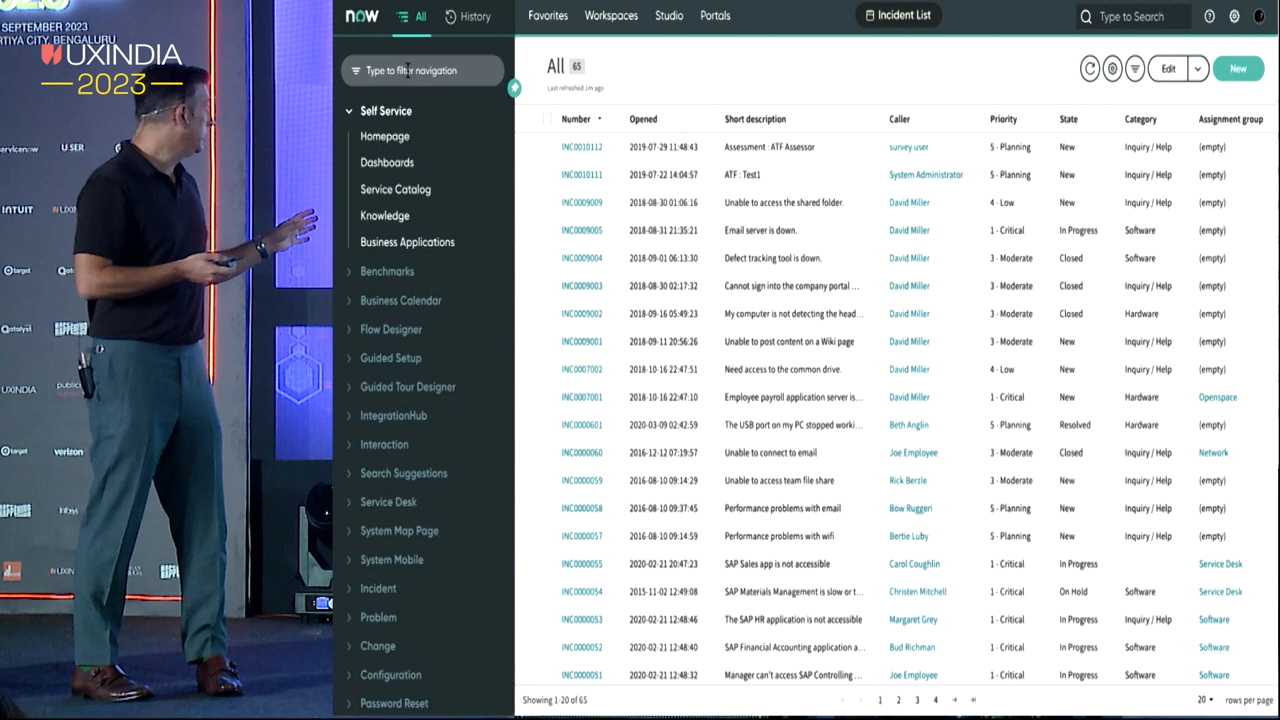 SEPTEMBER 2023
TIYA CITY BENGALURU
UXINDIA
2023
now
All
History
Favorites
Workspaces
Studio
Portals
Incident List
Type to Search
Type to filter navigation
Self Service
Homepage
Dashboards
Service Catalog
Knowledge
Business Applications
Benchmarks
Business Calendar
Flow Designer
Guided Setup
Guided Tour Designer
IntegrationHub
Interaction
Search Suggestions
Service Desk
System Map Page
System Mobile
Incident
Problem
Change
Configuration
Password Reset
All 65
Last refreshed 1m ago
Edit
New
Number Opened Short description Caller Priority State Category Assignment group
INC0010112 2019-07-29 11:48:43 Assessment : ATF Assessor survey user 5 - Planning New Inquiry / Help (empty)
INC0010111 2019-07-22 14:04:57 ATF : Test1 System Administrator 5 - Planning New Inquiry / Help (empty)
INC0009009 2018-08-30 01:06:16 Unable to access the shared folder. David Miller 4 - Low New Inquiry / Help (empty)
INC0009005 2018-08-31 21:35:21 Email server is down. David Miller 1 - Critical In Progress Software (empty)
INC0009004 2018-09-01 06:13:30 Defect tracking tool is down. David Miller 3 - Moderate Closed Software (empty)
INC0009003 2018-08-30 02:17:32 Cannot sign into the company portal ... David Miller 3 - Moderate Closed Inquiry / Help (empty)
INC0009002 2018-09-16 05:49:23 My computer is not detecting the head... David Miller 3 - Moderate Closed Hardware (empty)
INC0009001 2018-09-11 20:56:26 Unable to post content on a Wiki page David Miller 3 - Moderate New Inquiry / Help (empty)
INC0007002 2018-10-16 22:47:51 Need access to the common drive. David Miller 4 - Low New Inquiry / Help (empty)
INC0007001 2018-10-16 22:47:10 Employee payroll application server is... David Miller 1 - Critical New Hardware Openspace
INC0000601 2020-03-09 02:42:59 The USB port on my PC stopped worki... Beth Anglin 5 - Planning Resolved Hardware (empty)
INC0000060 2016-12-12 07:19:57 Unable to connect to email Joe Employee 3 - Moderate Closed Inquiry / Help Network
INC0000059 2016-08-10 09:14:29 Unable to access team file share Rick Berzle 3 - Moderate New Inquiry / Help (empty)
INC0000058 2016-08-10 09:37:45 Performance problems with email Bow Ruggeri 5 - Planning New Inquiry / Help (empty)
INC0000057 2016-08-10 09:14:59 Performance problems with wifi Bertie Luby 5 - Planning New Inquiry / Help (empty)
INC0000055 2020-02-21 20:47:23 SAP Sales app is not accessible Carol Coughlin 1 - Critical In Progress Service Desk
INC0000054 2015-11-02 12:49:08 SAP Materials Management is slow or t... Christen Mitchell 1 - Critical On Hold Software Service Desk
INC0000053 2020-02-21 12:48:46 The SAP HR application is not accessible Margaret Grey 1 - Critical In Progress Inquiry / Help Software
INC0000052 2020-02-21 12:48:40 SAP Financial Accounting application a... Bud Richman 1 - Critical In Progress Software Software
INC0000051 2020-02-21 12:48:32 Manager can't access SAP Controlling ... Joe Employee 1 - Critical In Progress Software Software
Showing 1-20 of 65
1 2 3 4
20 rows per page
USER
UXINDIA
verizon
Infosys